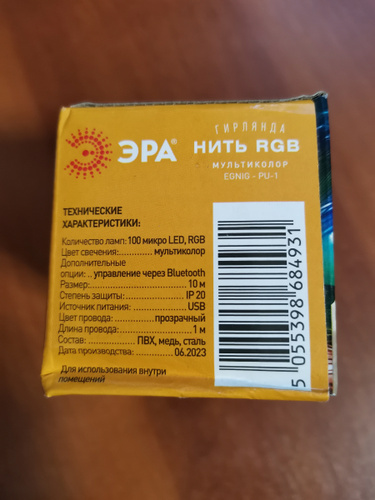 ЭРА®
ГИРЛЯНДА
НИТЬ RGB
МУЛЬТИКОЛОР
EGNIG - PU-1
ТЕХНИЧЕСКИЕ
ХАРАКТЕРИСТИКИ:
Количество ламп: 100 микро LED, RGB
Цвет свечения: мультиколор
Дополнительные
опции: .. управление через Bluetooth
Размер: 10 м
Степень защиты: IP 20
Источник питания: USB
Цвет провода: прозрачный
Длина провода: 1 м
Состав: ПВХ, медь, сталь
Дата производства: 06.2023
Для использования внутри
помещений
5 055398 684931